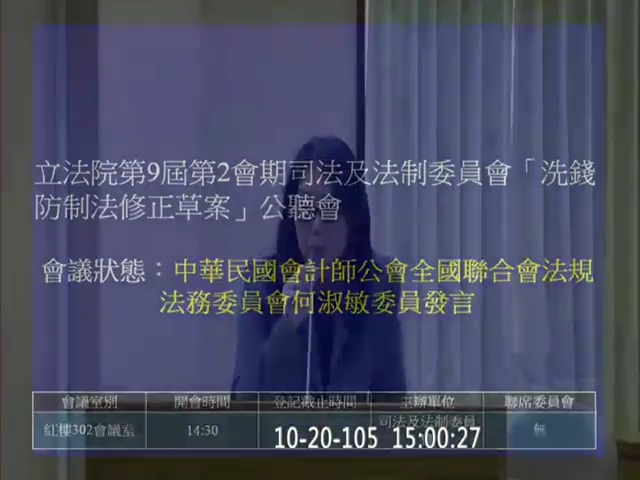 立法院第9屆第2會期司法及法制委員會「洗錢
防制法修正草案」公聽會
會議狀態：中華民國會計師公會全國聯合會法規
法務委員會何淑敏委員發言
會議室別 開會時間 登記截止時間 主辦單位 聯席委員會
紅樓302會議室 14:30 司法及法制委員 無
10-20-105 15:00:27